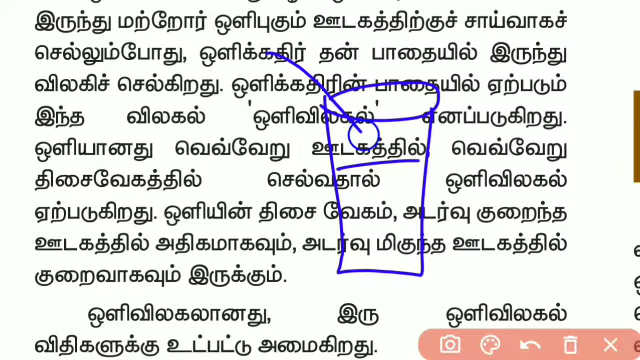 இருந்து மற்றோர் ஒளிபுகும் ஊடகத்திற்குச் சாய்வாகச்
செல்லும்போது, ஒளிக்கதிர் தன் பாதையில் இருந்து
விலகிச் செல்கிறது. ஒளிக்கதிரின் பாதையில் ஏற்படும்
இந்த விலகல் 'ஒளிவிலகல்' எனப்படுகிறது.
ஒளியானது வெவ்வேறு ஊடகத்தில், வெவ்வேறு
திசைவேகத்தில் செல்வதால் ஒளிவிலகல்
ஏற்படுகிறது. ஒளியின் திசை வேகம், அடர்வு குறைந்த
ஊடகத்தில் அதிகமாகவும், அடர்வு மிகுந்த ஊடகத்தில்
குறைவாகவும் இருக்கும்.
ஒளிவிலகலானது, இரு ஒளிவிலகல்
விதிகளுக்கு உட்பட்டு அமைகிறது.